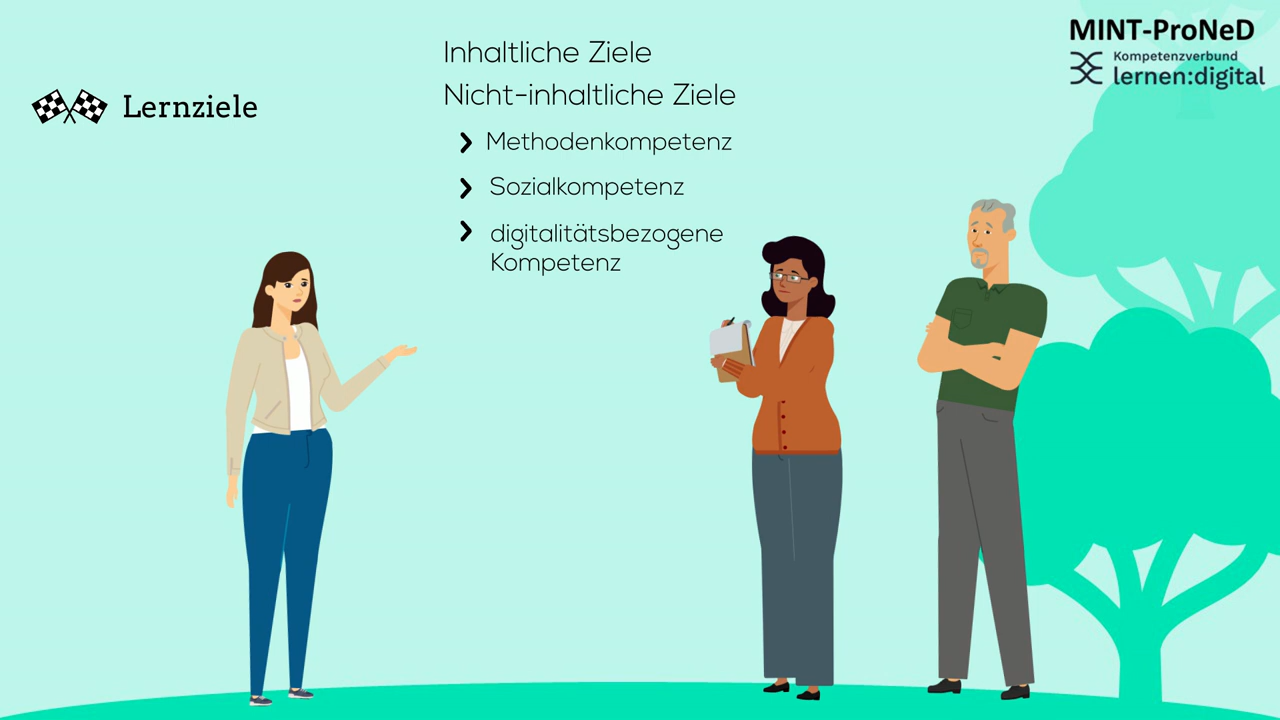 MINT-ProNeD
Kompetenzverbund
lernen:digital
Lernziele
Inhaltliche Ziele
Nicht-inhaltliche Ziele
Methodenkompetenz
Sozialkompetenz
digitalitätsbezogene
Kompetenz